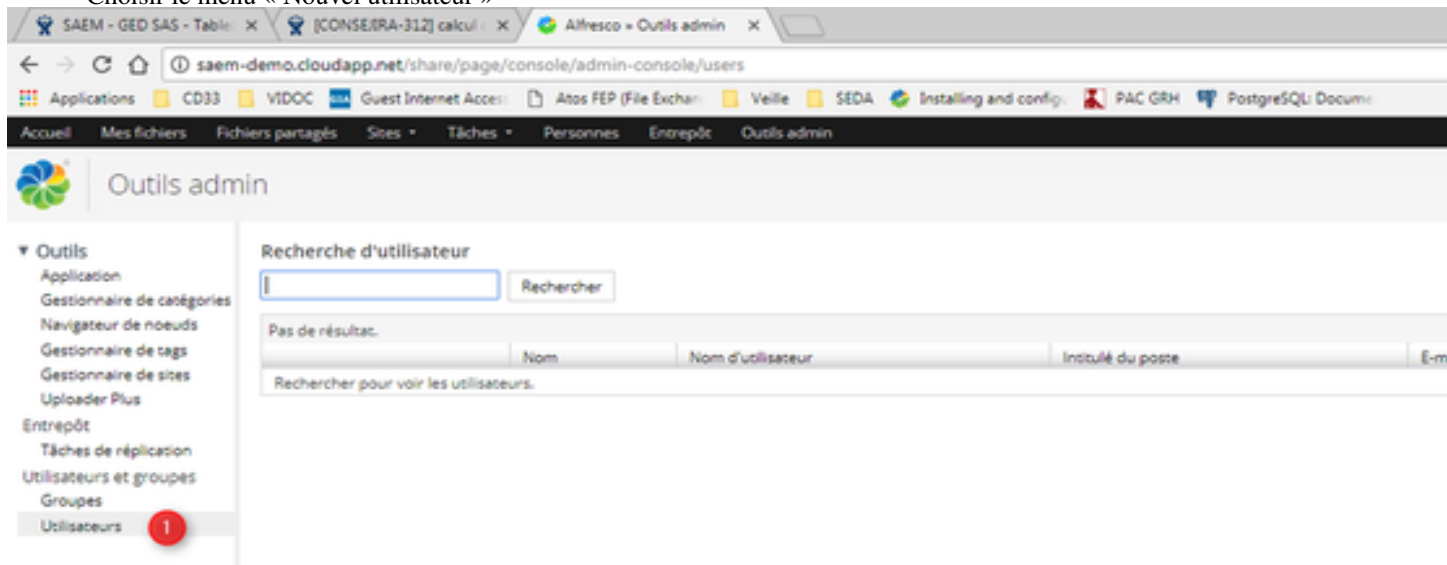 Choisir le menu « Nouvel utilisateur »
SAEM - GED SAS - Table
[CONSEJIRA-312] calcul
Alfresco » Outils admin
saem-demo.cloudapp.net/share/page/console/admin-console/users
Applications CD33 VIDOC Guest Internet Acces Atos FEP (File Exchan Veille SEDA Installing and config PAC GRH PostgreSQL: Docume
Accueil Mes fichiers Fichiers partagés Sites Tâches Personnes Entrepôt Outils admin
Outils admin
Outils
Application
Gestionnaire de catégories
Navigateur de noeuds
Gestionnaire de tags
Gestionnaire de sites
Uploader Plus
Entrepôt
Tâches de réplication
Utilisateurs et groupes
Groupes
Utilisateurs 1
Recherche d'utilisateur
Rechercher
Pas de résultat.
Nom Nom d'utilisateur Intitulé du poste E-m
Rechercher pour voir les utilisateurs.